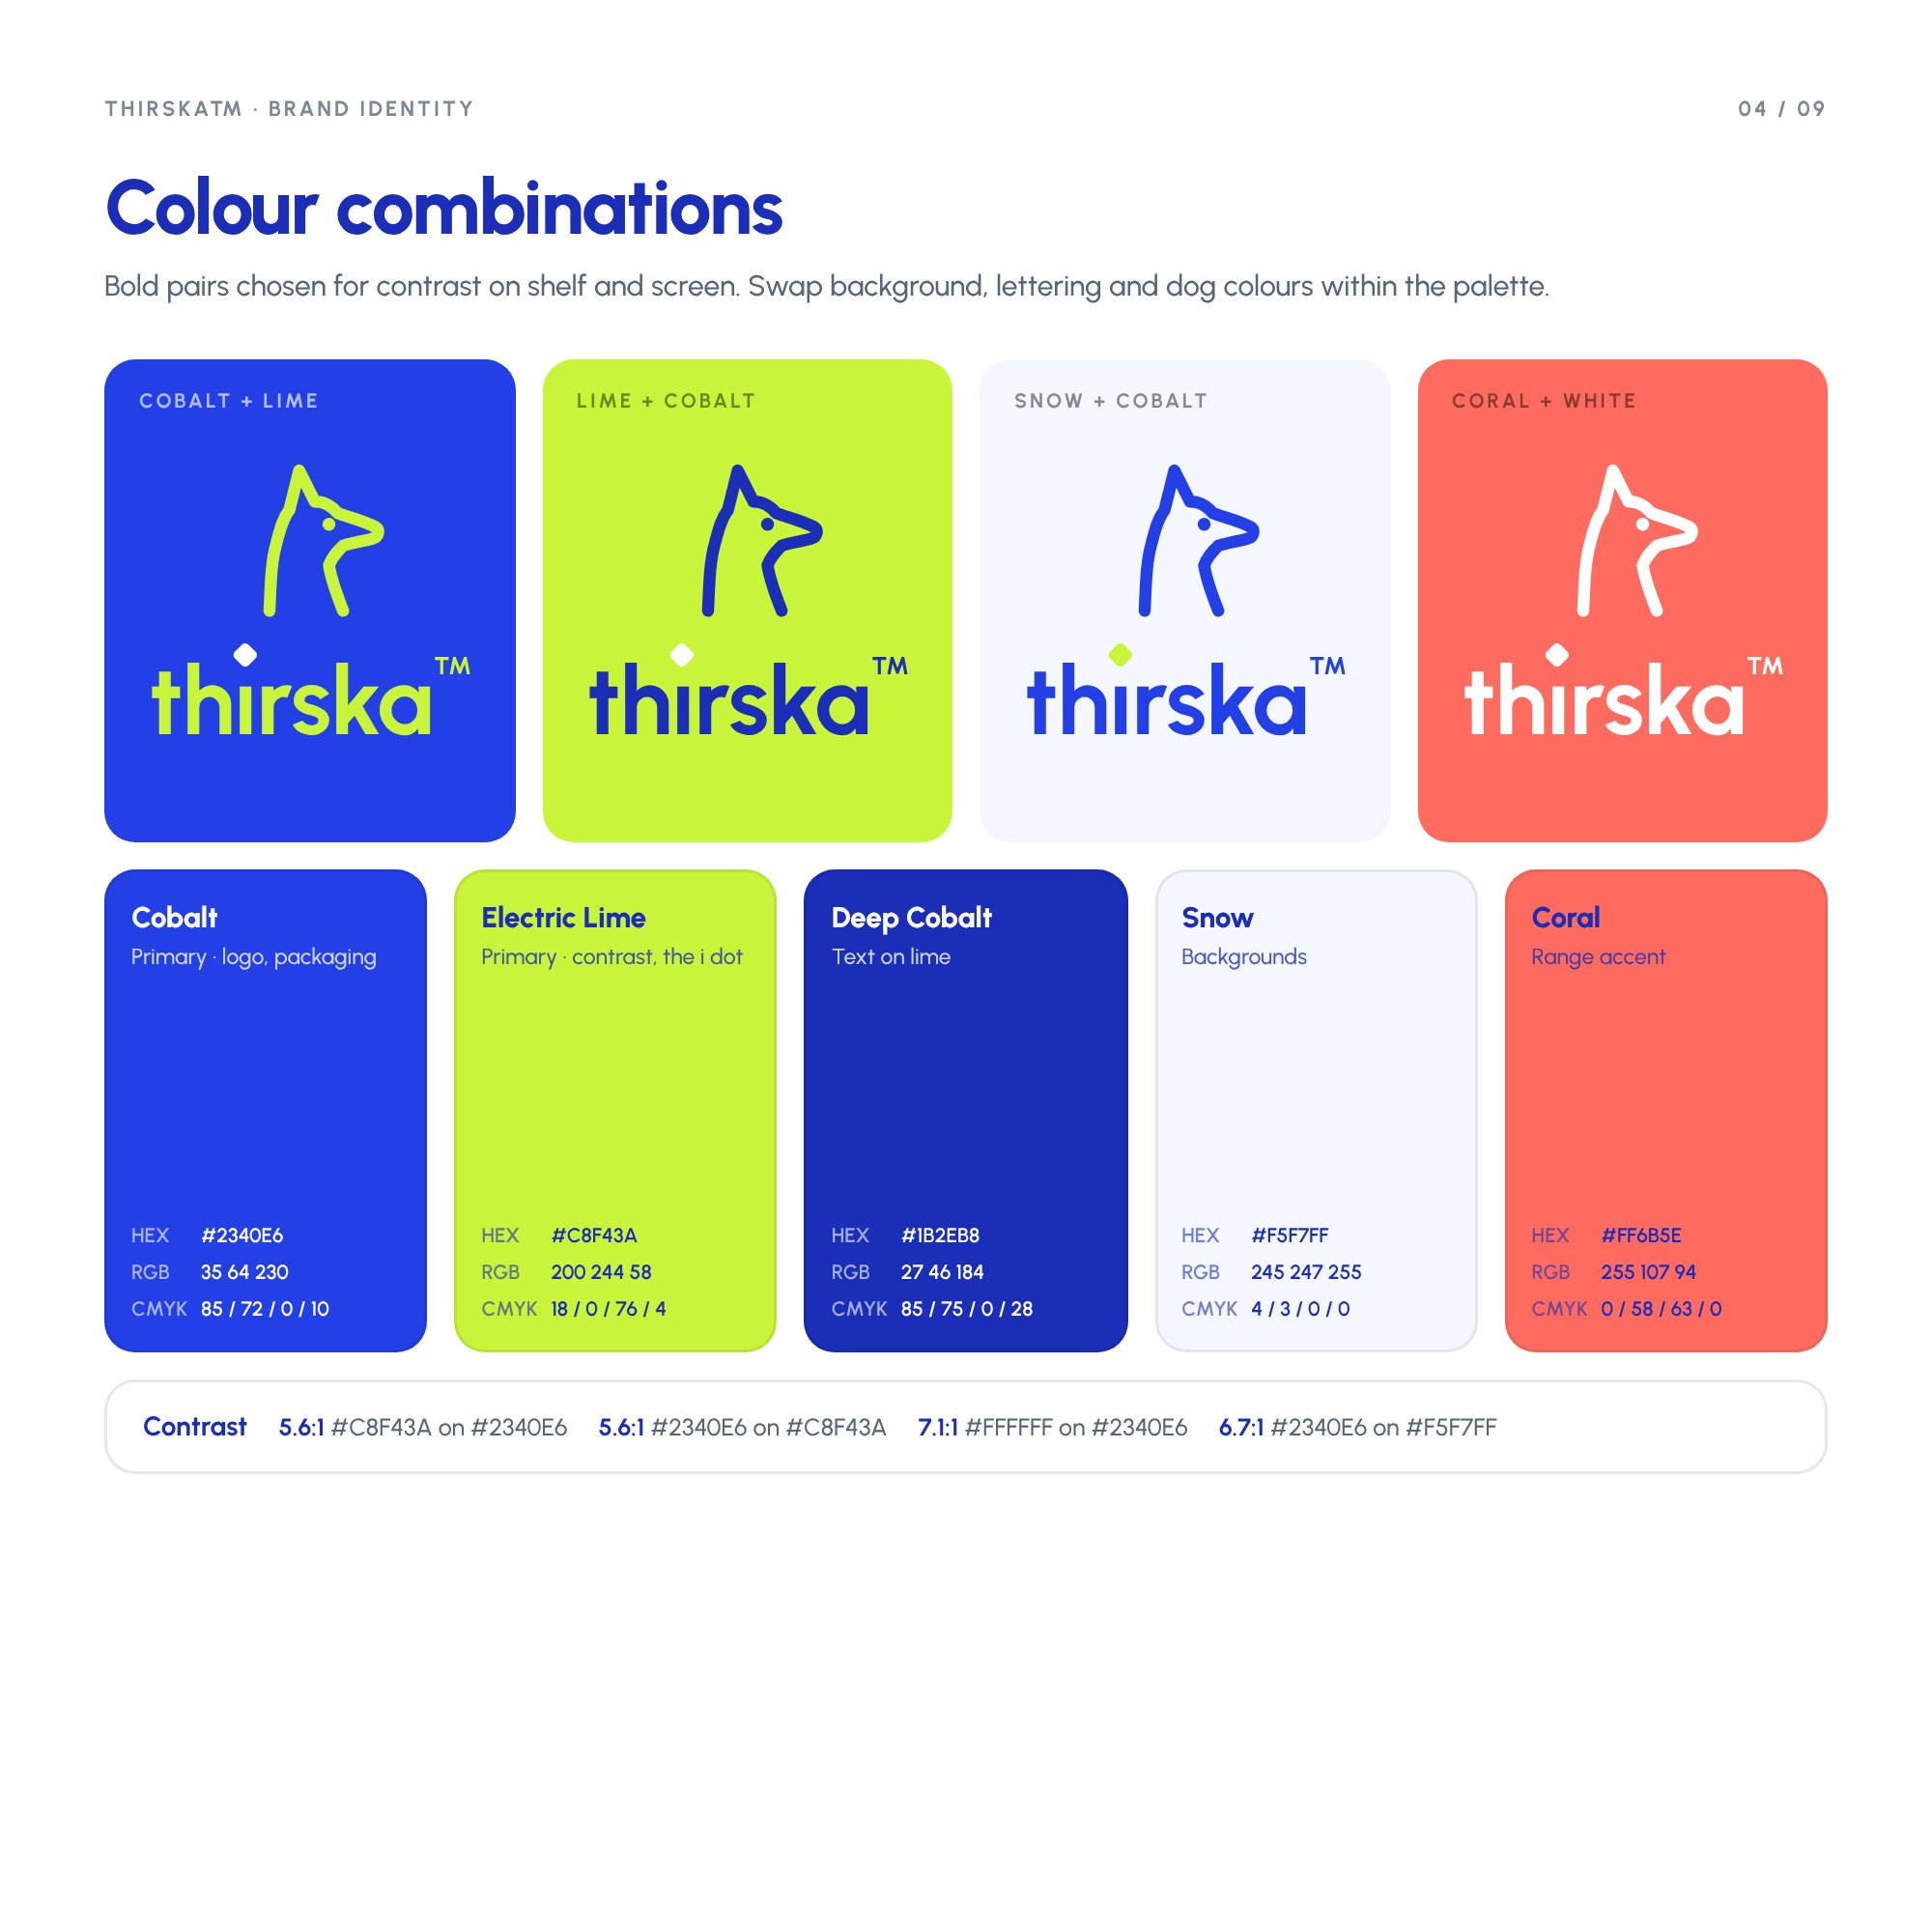 THIRSKATM · BRAND IDENTITY
04 / 09
Colour combinations
Bold pairs chosen for contrast on shelf and screen. Swap background, lettering and dog colours within the palette.
COBALT + LIME
thirska™
LIME + COBALT
thirska™
SNOW + COBALT
thirska™
CORAL + WHITE
thirska™
Cobalt
Primary · logo, packaging
HEX #2340E6
RGB 35 64 230
CMYK 85 / 72 / 0 / 10
Electric Lime
Primary · contrast, the i dot
HEX #C8F43A
RGB 200 244 58
CMYK 18 / 0 / 76 / 4
Deep Cobalt
Text on lime
HEX #1B2EB8
RGB 27 46 184
CMYK 85 / 75 / 0 / 28
Snow
Backgrounds
HEX #F5F7FF
RGB 245 247 255
CMYK 4 / 3 / 0 / 0
Coral
Range accent
HEX #FF6B5E
RGB 255 107 94
CMYK 0 / 58 / 63 / 0
Contrast 5.6:1 #C8F43A on #2340E6 5.6:1 #2340E6 on #C8F43A 7.1:1 #FFFFFF on #2340E6 6.7:1 #2340E6 on #F5F7FF